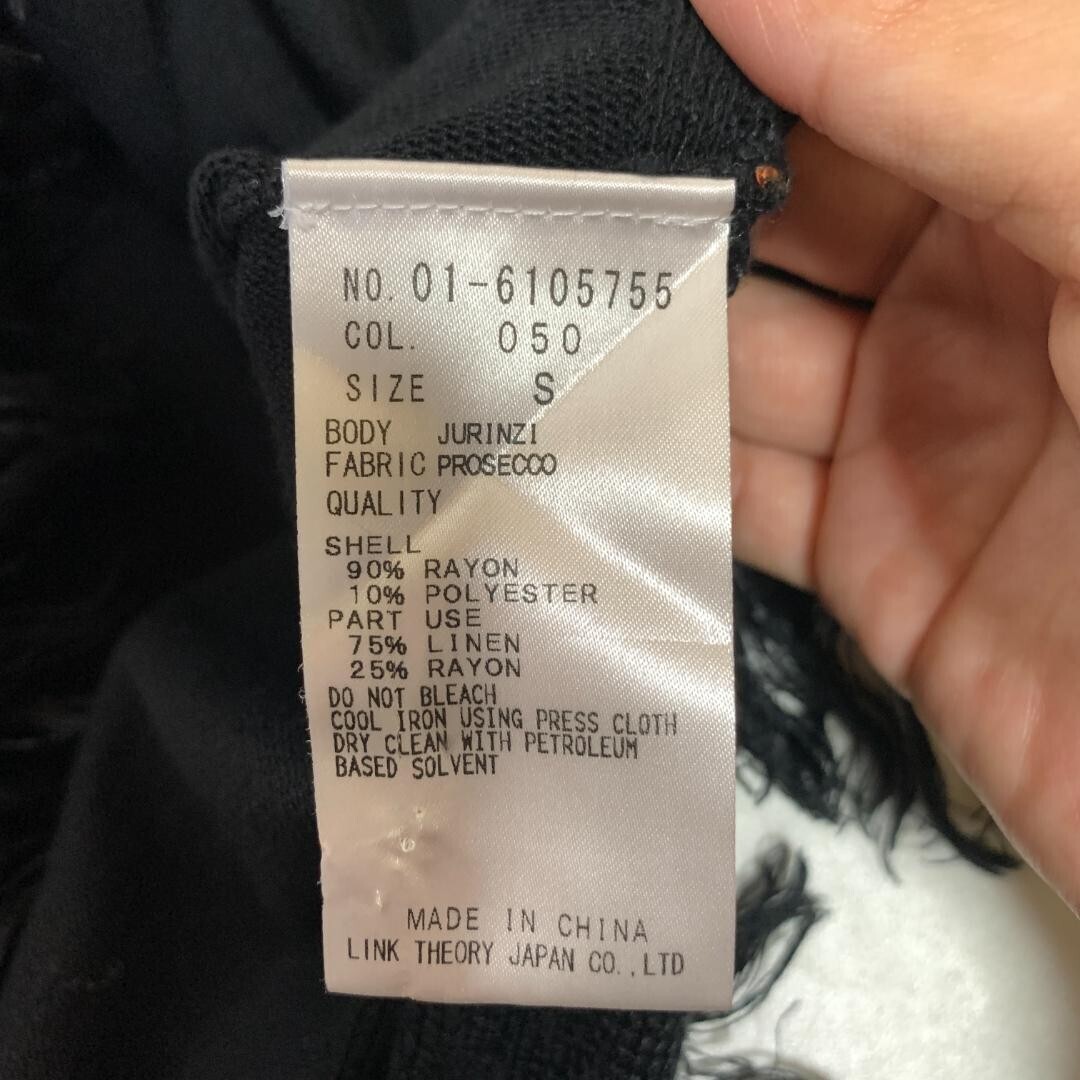 NO. 01-6105755
COL. 050
SIZE S
BODY JURINZI
FABRIC PROSECCO
QUALITY
SHELL
90% RAYON
10% POLYESTER
PART USE
75% LINEN
25% RAYON
DO NOT BLEACH
COOL IRON USING PRESS CLOTH
DRY CLEAN WITH PETROLEUM
BASED SOLVENT
MADE IN CHINA
LINK THEORY JAPAN CO.,LTD